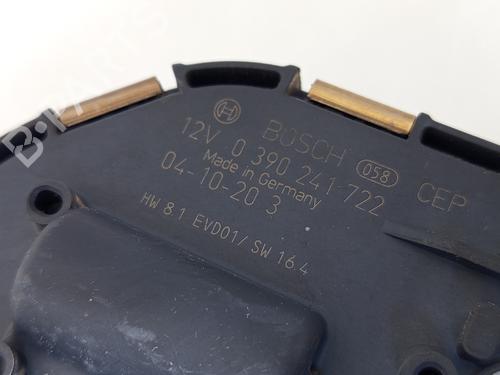 BOSCH
12V 0 390 241 722 058 CEP
Made in Germany
04-10-20 3
HW 8.1 EVD01/ SW 16.4
B-PARTS